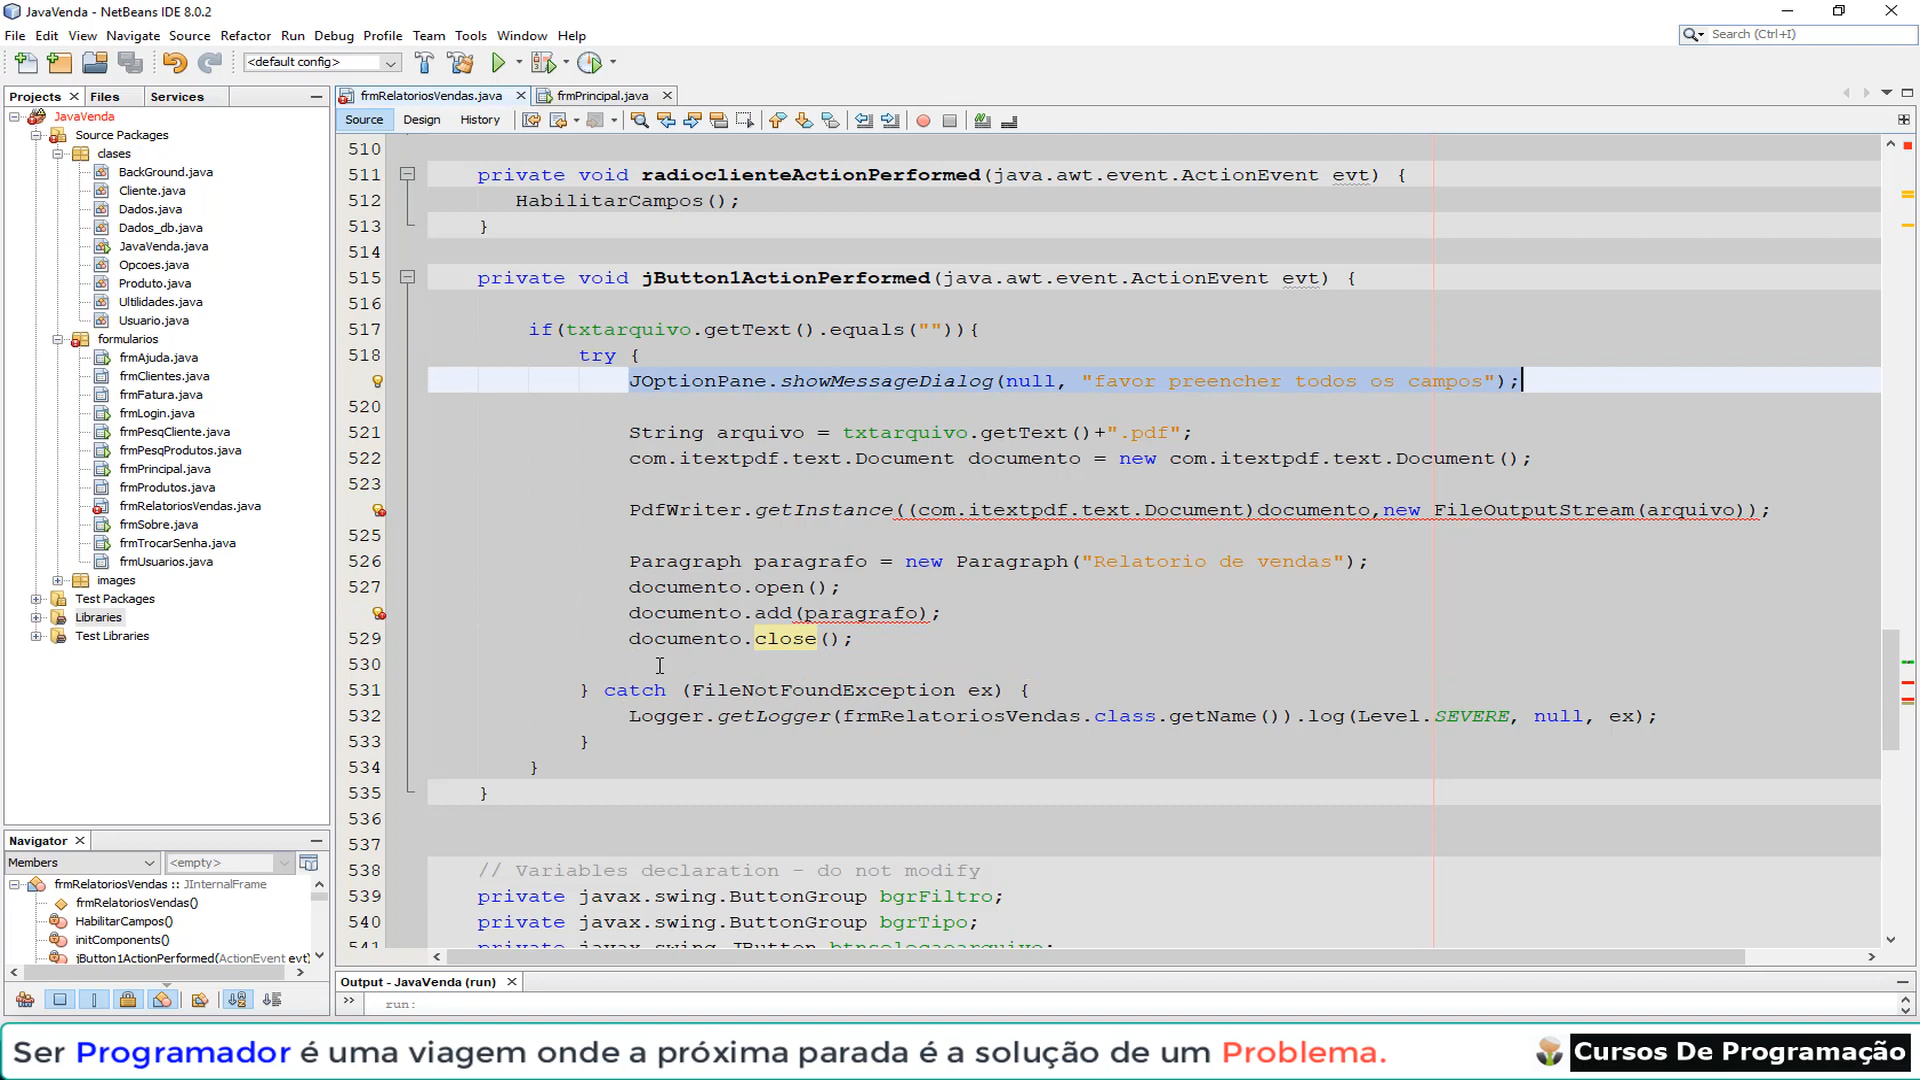 JavaVenda - NetBeans IDE 8.0.2
File Edit View Navigate Source Refactor Run Debug Profile Team Tools Window Help
Search (Ctrl+I)
<default config>
Projects Files Services
frmRelatoriosVendas.java frmPrincipal.java
Source Design History
JavaVenda
Source Packages
clases
BackGround.java
Cliente.java
Dados.java
Dados_db.java
JavaVenda.java
Opcoes.java
Produto.java
Ultilidades.java
Usuario.java
formularios
frmAjuda.java
frmClientes.java
frmFatura.java
frmLogin.java
frmPesqCliente.java
frmPesqProdutos.java
frmPrincipal.java
frmProdutos.java
frmRelatoriosVendas.java
frmSobre.java
frmTrocarSenha.java
frmUsuarios.java
images
Test Packages
Libraries
Test Libraries
510
511 private void radioclienteActionPerformed(java.awt.event.ActionEvent evt) {
512 HabilitarCampos();
513 }
514
515 private void jButton1ActionPerformed(java.awt.event.ActionEvent evt) {
516
517 if(txtarquivo.getText().equals("")){
518 try {
JOptionPane.showMessageDialog(null, "favor preencher todos os campos");
520
521 String arquivo = txtarquivo.getText()+".pdf";
522 com.itextpdf.text.Document documento = new com.itextpdf.text.Document();
523
PdfWriter.getInstance((com.itextpdf.text.Document)documento,new FileOutputStream(arquivo));
525
526 Paragraph paragrafo = new Paragraph("Relatorio de vendas");
527 documento.open();
documento.add(paragrafo);
529 documento.close();
530
531 } catch (FileNotFoundException ex) {
532 Logger.getLogger(frmRelatoriosVendas.class.getName()).log(Level.SEVERE, null, ex);
533 }
534 }
535 }
536
537
538 // Variables declaration - do not modify
539 private javax.swing.ButtonGroup bgrFiltro;
540 private javax.swing.ButtonGroup bgrTipo;
541
Navigator
Members <empty>
frmRelatoriosVendas :: JInternalFrame
frmRelatoriosVendas()
HabilitarCampos()
initComponents()
jButton1ActionPerformed(ActionEvent evt)
Output - JavaVenda (run)
run:
Ser Programador é uma viagem onde a próxima parada é a solução de um Problema.
Cursos De Programação